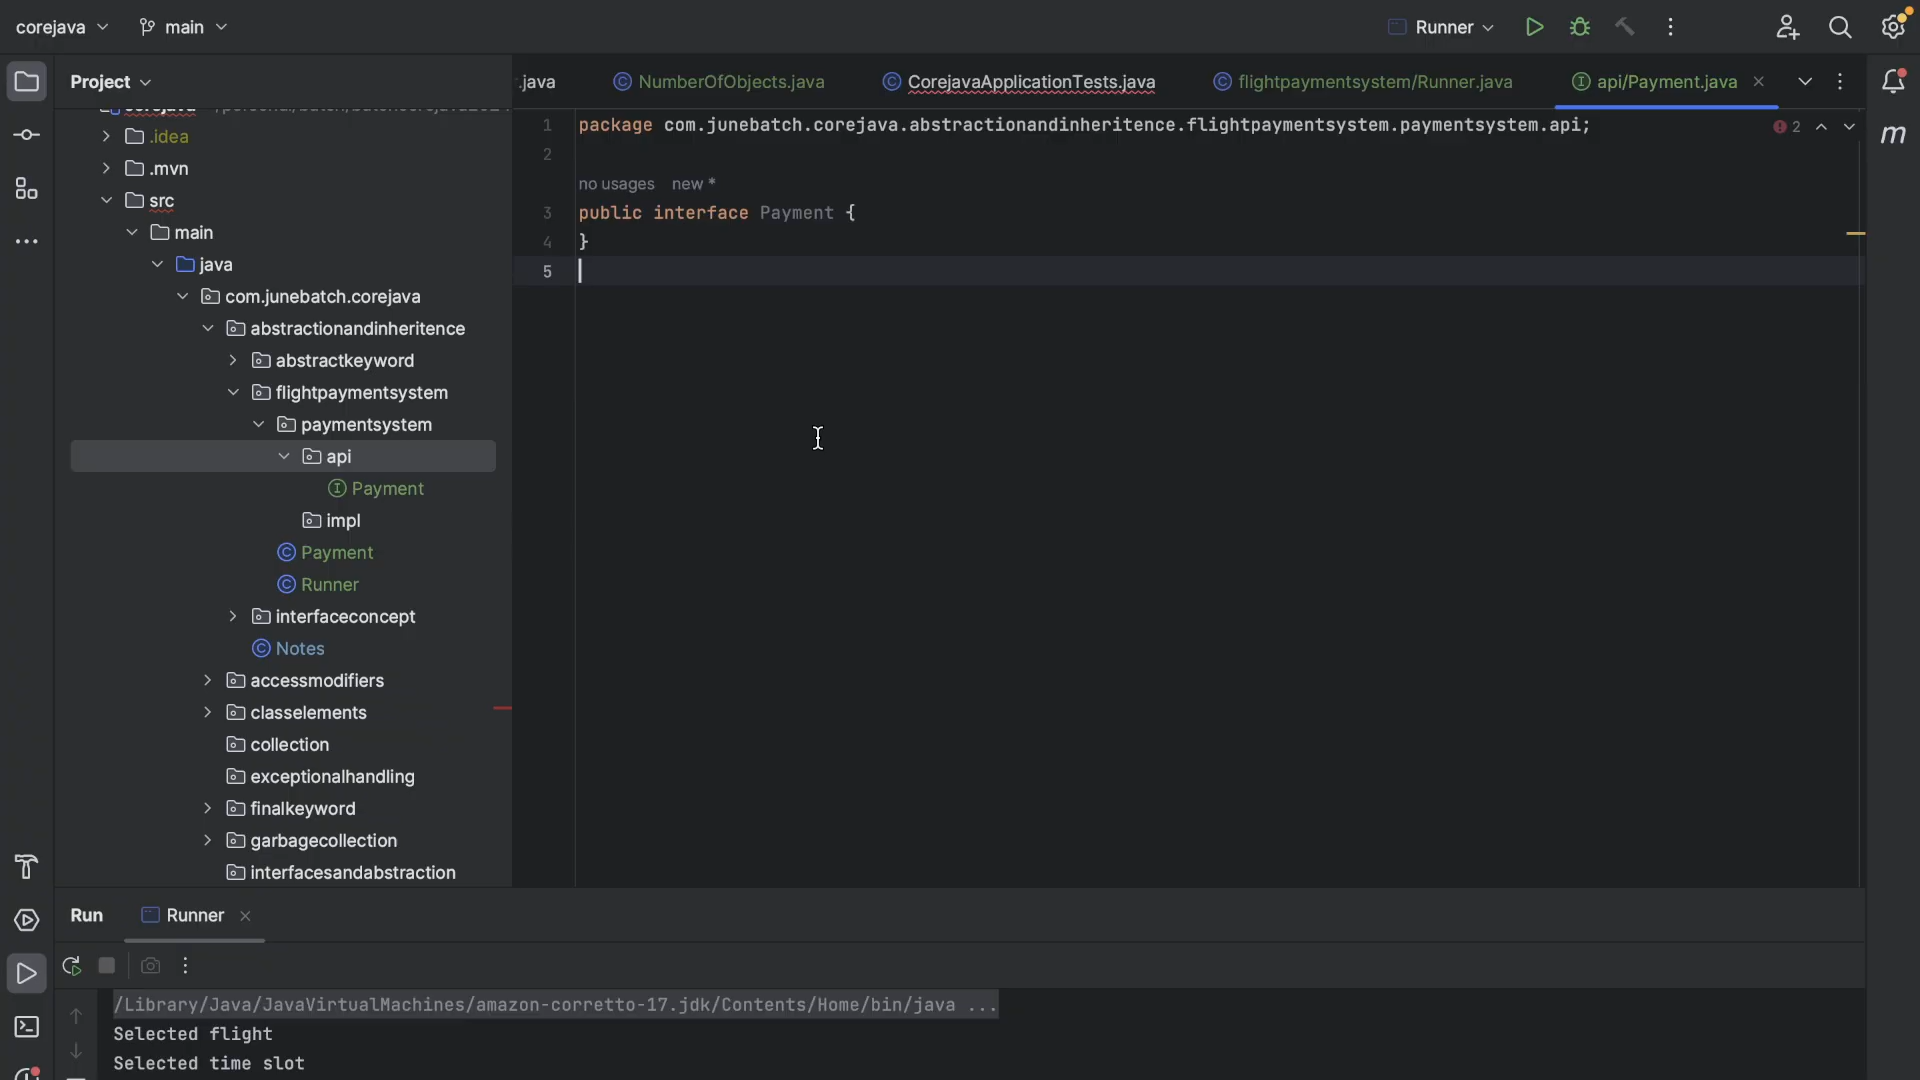 corejava
main
Runner
Project
.java
NumberOfObjects.java
CorejavaApplicationTests.java
flightpaymentsystem/Runner.java
api/Payment.java
.idea
.mvn
src
main
java
com.junebatch.corejava
abstractionandinheritence
abstractkeyword
flightpaymentsystem
paymentsystem
api
Payment
impl
Payment
Runner
interfaceconcept
Notes
accessmodifiers
classelements
collection
exceptionalhandling
finalkeyword
garbagecollection
interfacesandabstraction
1 package com.junebatch.corejava.abstractionandinheritence.flightpaymentsystem.paymentsystem.api;
2
2
no usages new *
3 public interface Payment {
4 }
5
m
Run
Runner
/Library/Java/JavaVirtualMachines/amazon-corretto-17.jdk/Contents/Home/bin/java ...
Selected flight
Selected time slot